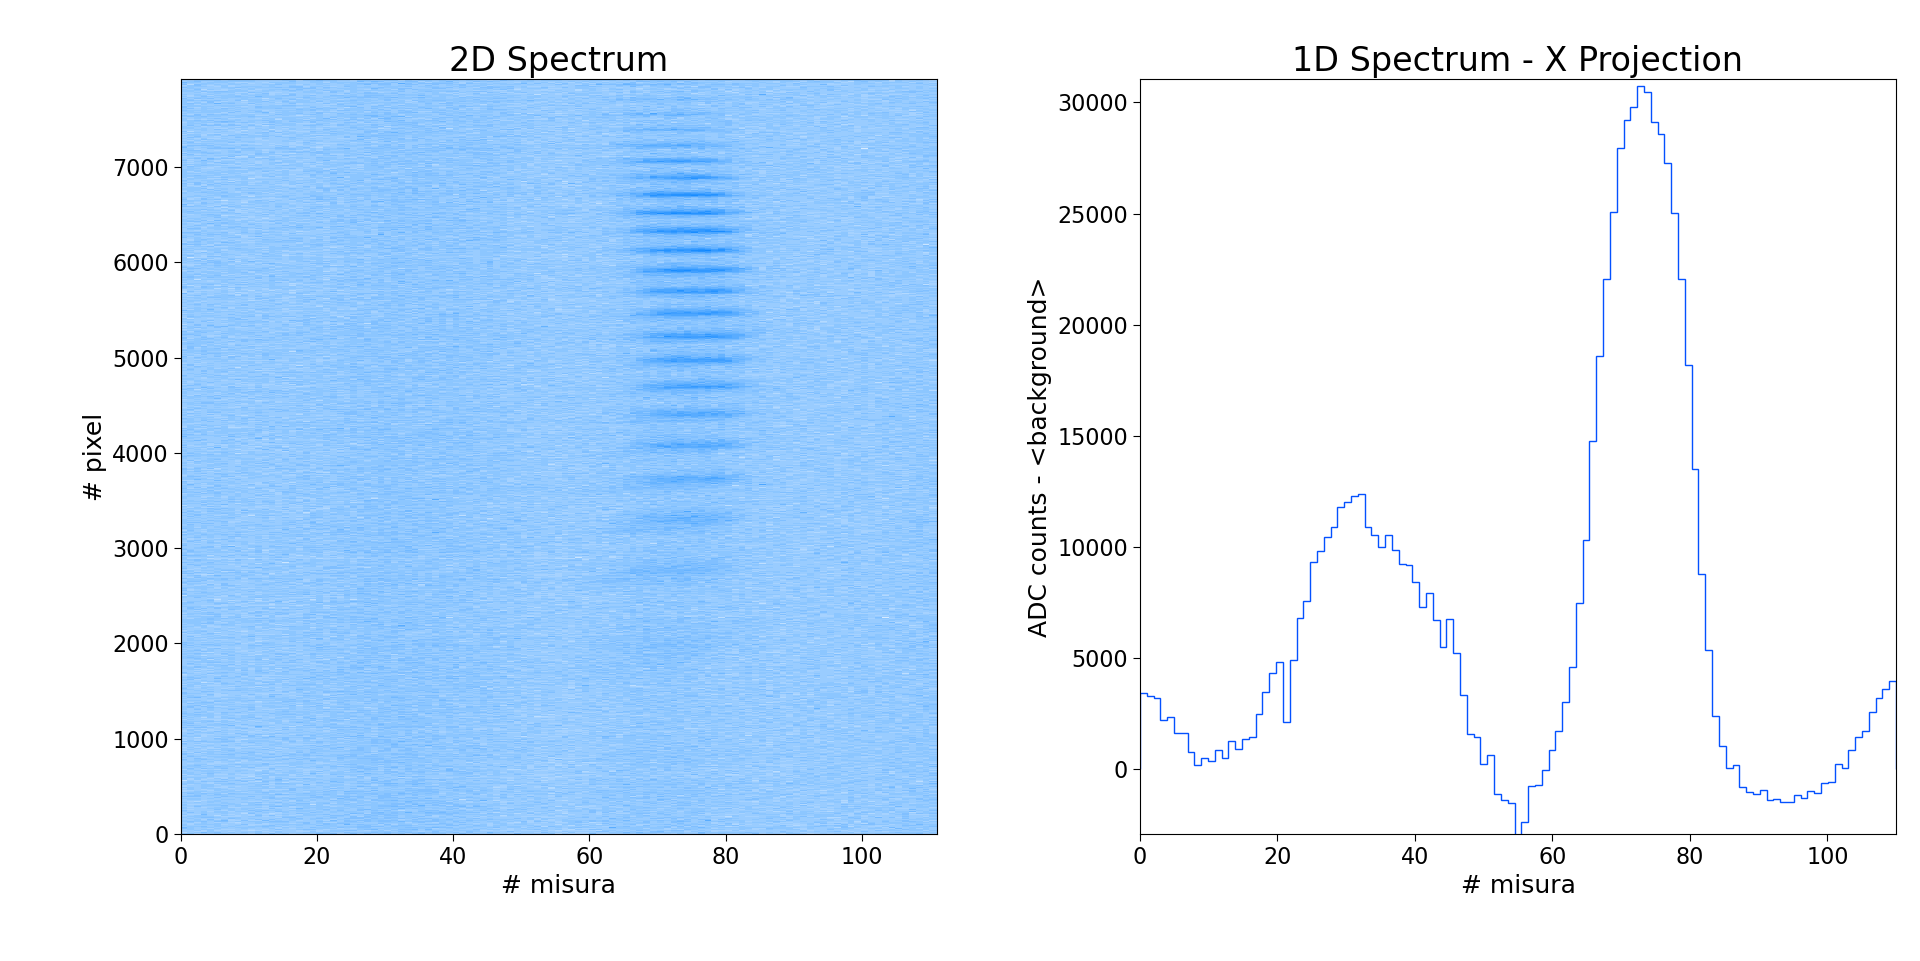 2D Spectrum
# pixel
7000
6000
5000
4000
3000
2000
1000
0
0 20 40 60 80 100
# misura
1D Spectrum - X Projection
ADC counts - <background>
30000
25000
20000
15000
10000
5000
0
0 20 40 60 80 100
# misura